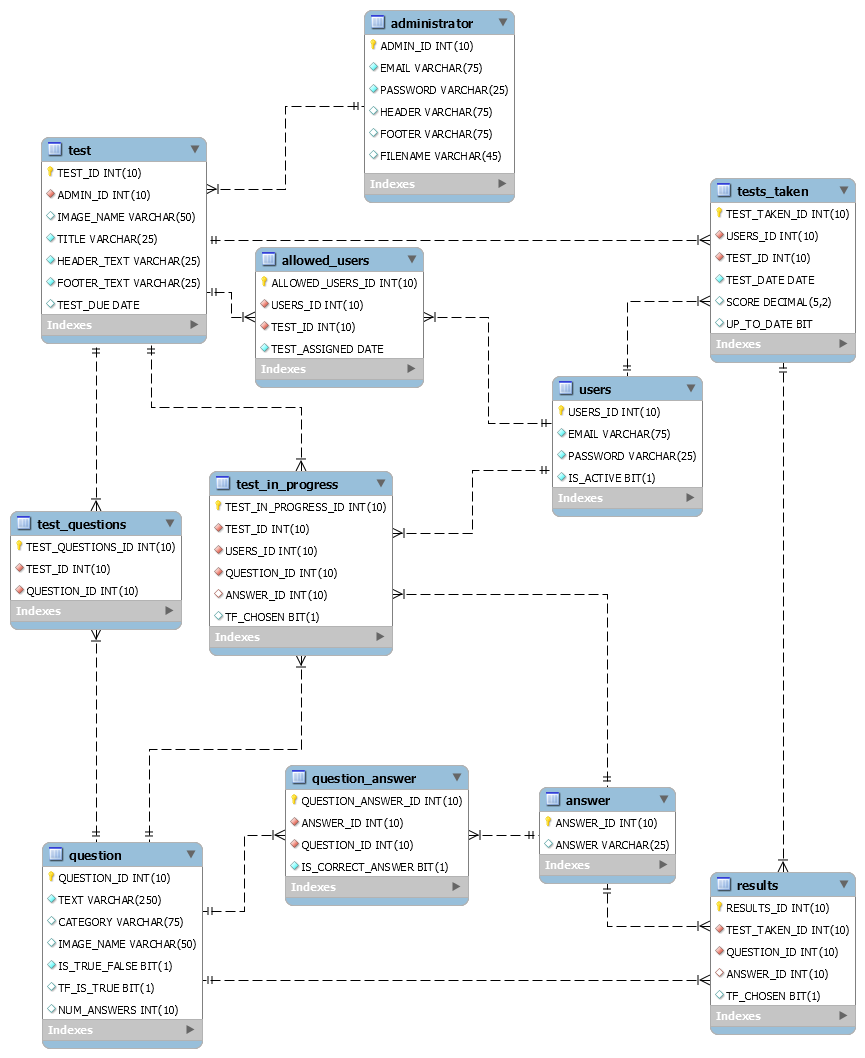 administrator
ADMIN_ID INT(10)
EMAIL VARCHAR(75)
PASSWORD VARCHAR(25)
HEADER VARCHAR(75)
FOOTER VARCHAR(75)
FILENAME VARCHAR(45)
Indexes
test
TEST_ID INT(10)
ADMIN_ID INT(10)
IMAGE_NAME VARCHAR(50)
TITLE VARCHAR(25)
HEADER_TEXT VARCHAR(25)
FOOTER_TEXT VARCHAR(25)
TEST_DUE DATE
Indexes
tests_taken
TEST_TAKEN_ID INT(10)
USERS_ID INT(10)
TEST_ID INT(10)
TEST_DATE DATE
SCORE DECIMAL(5,2)
UP_TO_DATE BIT
Indexes
allowed_users
ALLOWED_USERS_ID INT(10)
USERS_ID INT(10)
TEST_ID INT(10)
TEST_ASSIGNED DATE
Indexes
users
USERS_ID INT(10)
EMAIL VARCHAR(75)
PASSWORD VARCHAR(25)
IS_ACTIVE BIT(1)
Indexes
test_in_progress
TEST_IN_PROGRESS_ID INT(10)
TEST_ID INT(10)
USERS_ID INT(10)
QUESTION_ID INT(10)
ANSWER_ID INT(10)
TF_CHOSEN BIT(1)
Indexes
test_questions
TEST_QUESTIONS_ID INT(10)
TEST_ID INT(10)
QUESTION_ID INT(10)
Indexes
question_answer
QUESTION_ANSWER_ID INT(10)
ANSWER_ID INT(10)
QUESTION_ID INT(10)
IS_CORRECT_ANSWER BIT(1)
Indexes
answer
ANSWER_ID INT(10)
ANSWER VARCHAR(25)
Indexes
question
QUESTION_ID INT(10)
TEXT VARCHAR(250)
CATEGORY VARCHAR(75)
IMAGE_NAME VARCHAR(50)
IS_TRUE_FALSE BIT(1)
TF_IS_TRUE BIT(1)
NUM_ANSWERS INT(10)
Indexes
results
RESULTS_ID INT(10)
TEST_TAKEN_ID INT(10)
QUESTION_ID INT(10)
ANSWER_ID INT(10)
TF_CHOSEN BIT(1)
Indexes